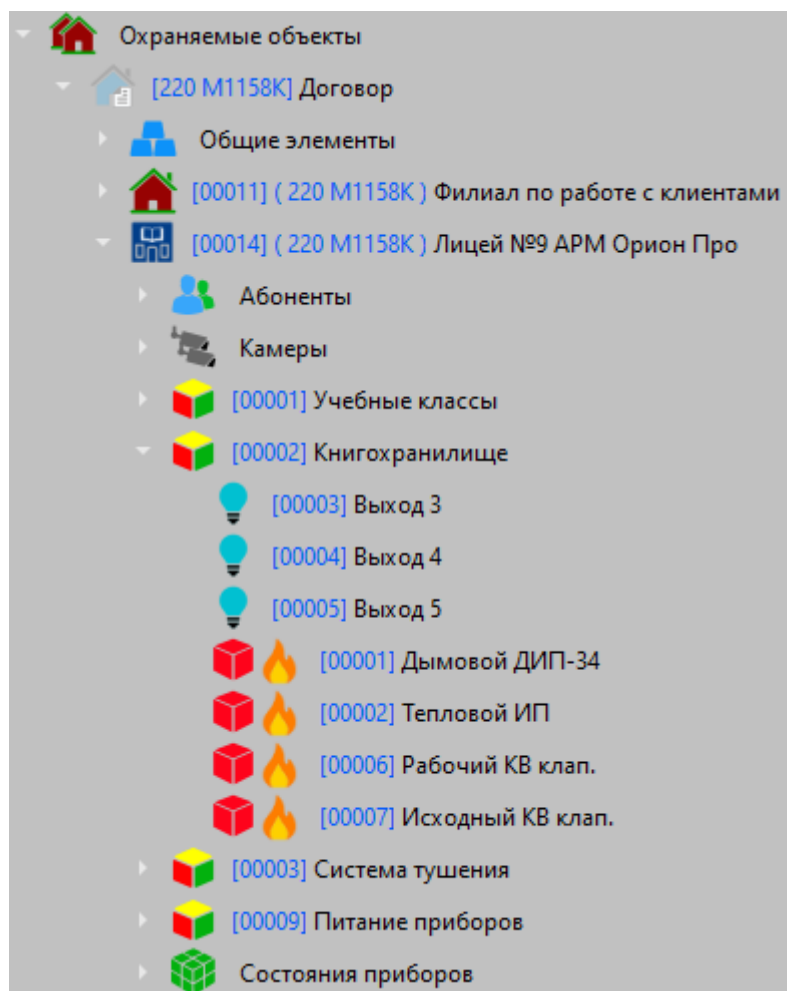 Охраняемые объекты
[220 М1158К] Договор
Общие элементы
[00011] ( 220 М1158К ) Филиал по работе с клиентами
[00014] ( 220 М1158К ) Лицей №9 АРМ Орион Про
Абоненты
Камеры
[00001] Учебные классы
[00002] Книгохранилище
[00003] Выход 3
[00004] Выход 4
[00005] Выход 5
[00001] Дымовой ДИП-34
[00002] Тепловой ИП
[00006] Рабочий КВ клап.
[00007] Исходный КВ клап.
[00003] Система тушения
[00009] Питание приборов
Состояния приборов